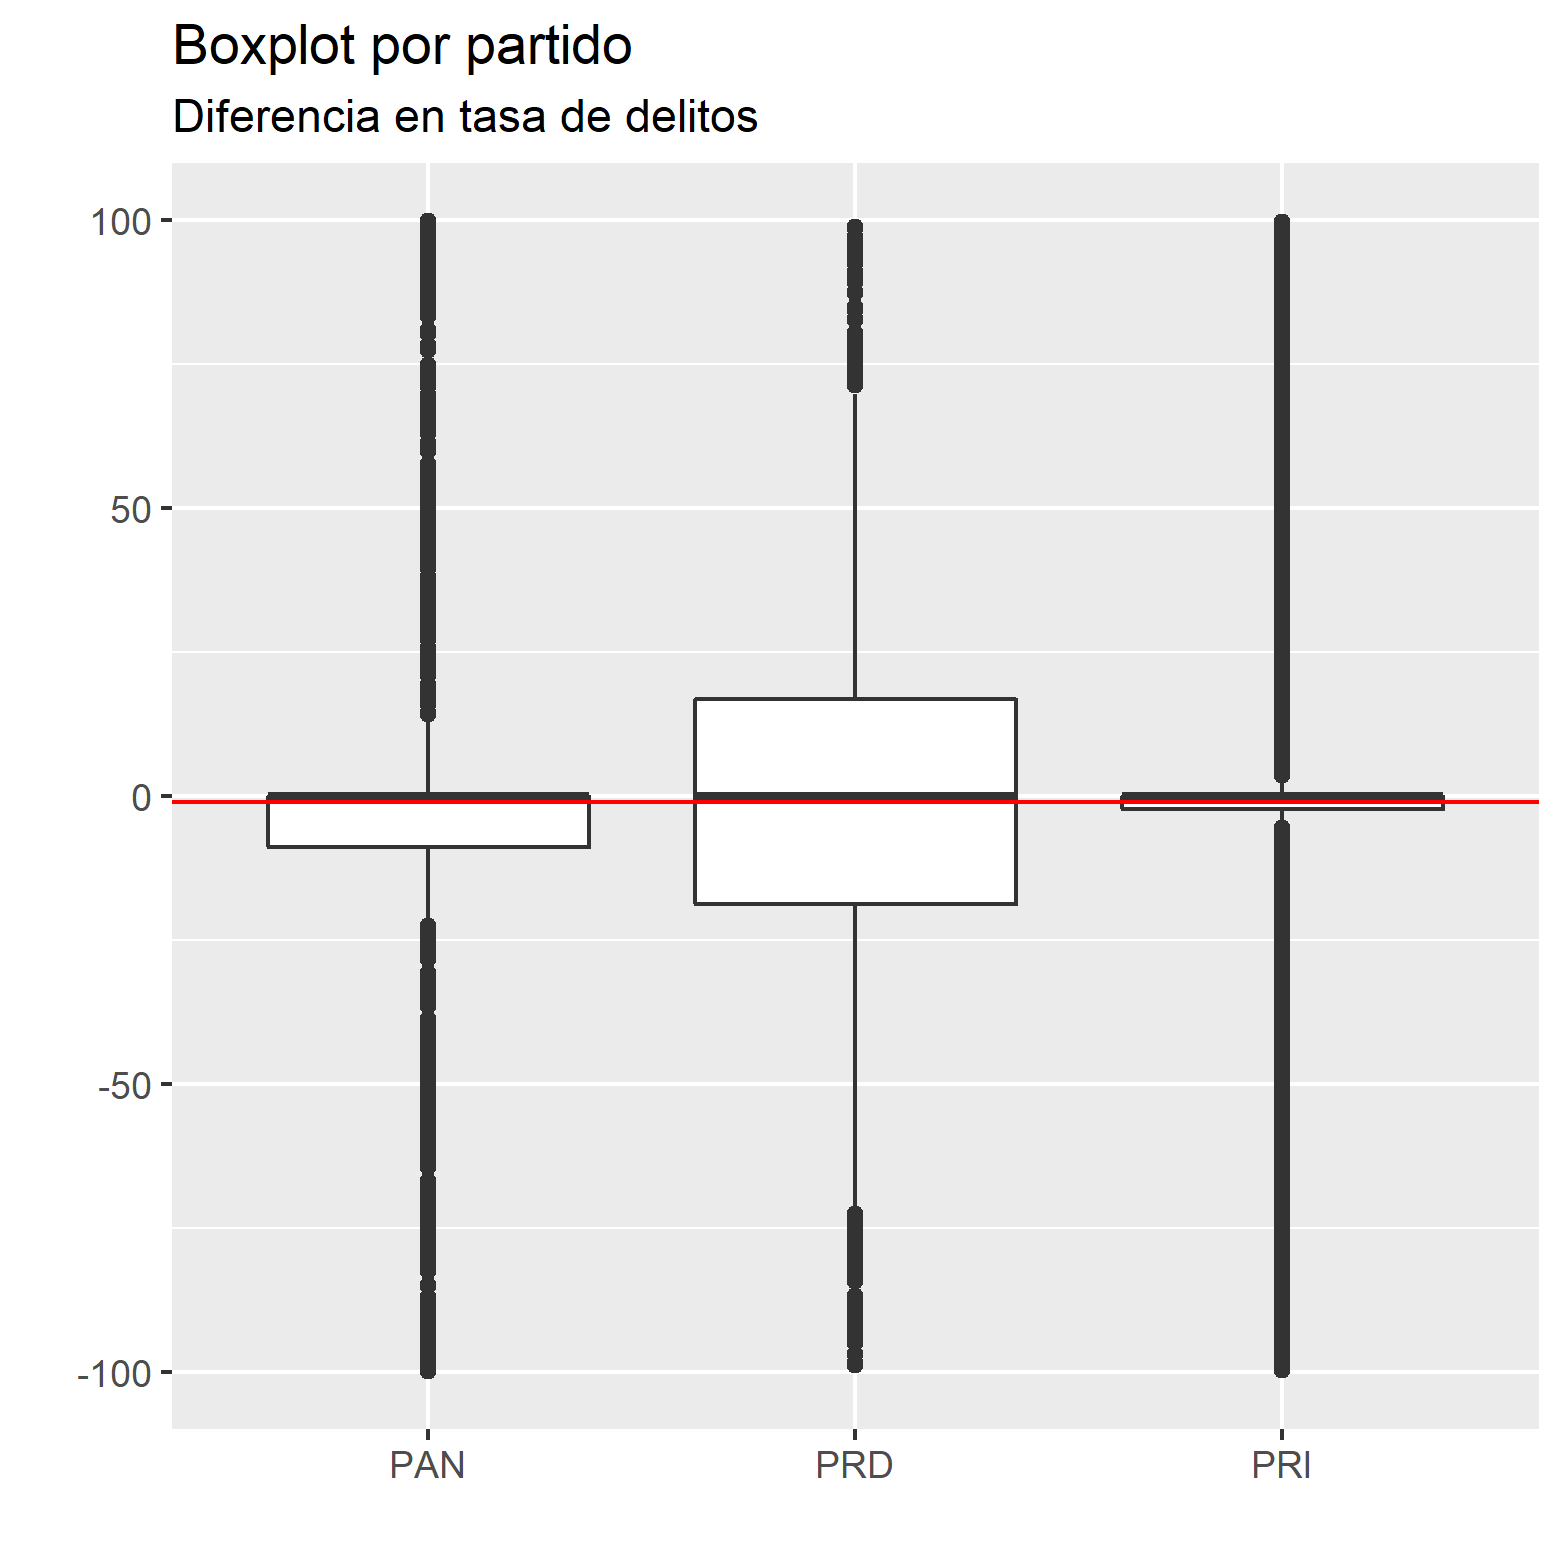 Boxplot por partido
Diferencia en tasa de delitos
100
50
0
-50
-100
PAN PRD PRI